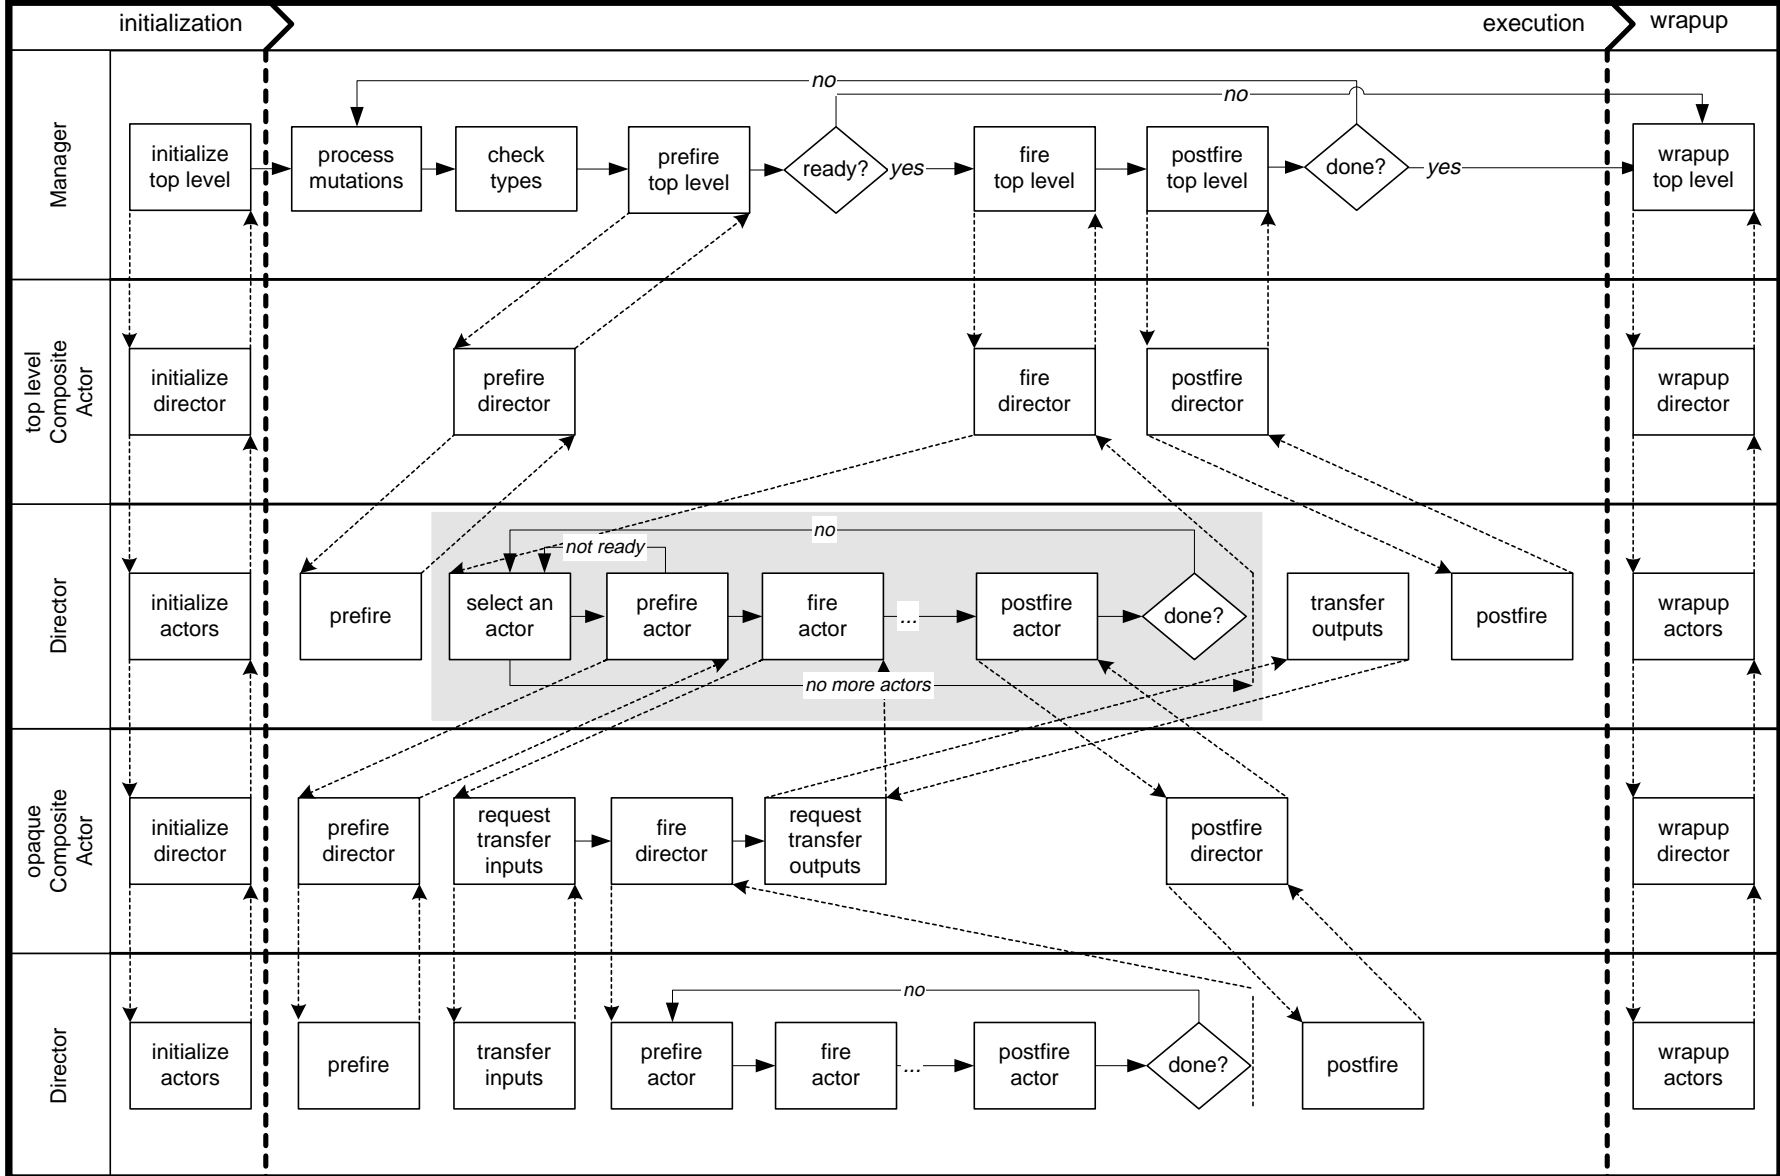 initialization
execution
wrapup
Manager
initialize
top level
process
mutations
check
types
prefire
top level
ready?
yes
no
no
fire
top level
postfire
top level
done?
yes
wrapup
top level
top level
Composite
Actor
initialize
director
prefire
director
fire
director
postfire
director
wrapup
director
Director
initialize
actors
prefire
no
not ready
select an
actor
prefire
actor
fire
actor
...
postfire
actor
done?
no more actors
transfer
outputs
postfire
wrapup
actors
opaque
Composite
Actor
initialize
director
prefire
director
request
transfer
inputs
fire
director
request
transfer
outputs
postfire
director
wrapup
director
Director
initialize
actors
prefire
transfer
inputs
no
prefire
actor
fire
actor
...
postfire
actor
done?
postfire
wrapup
actors